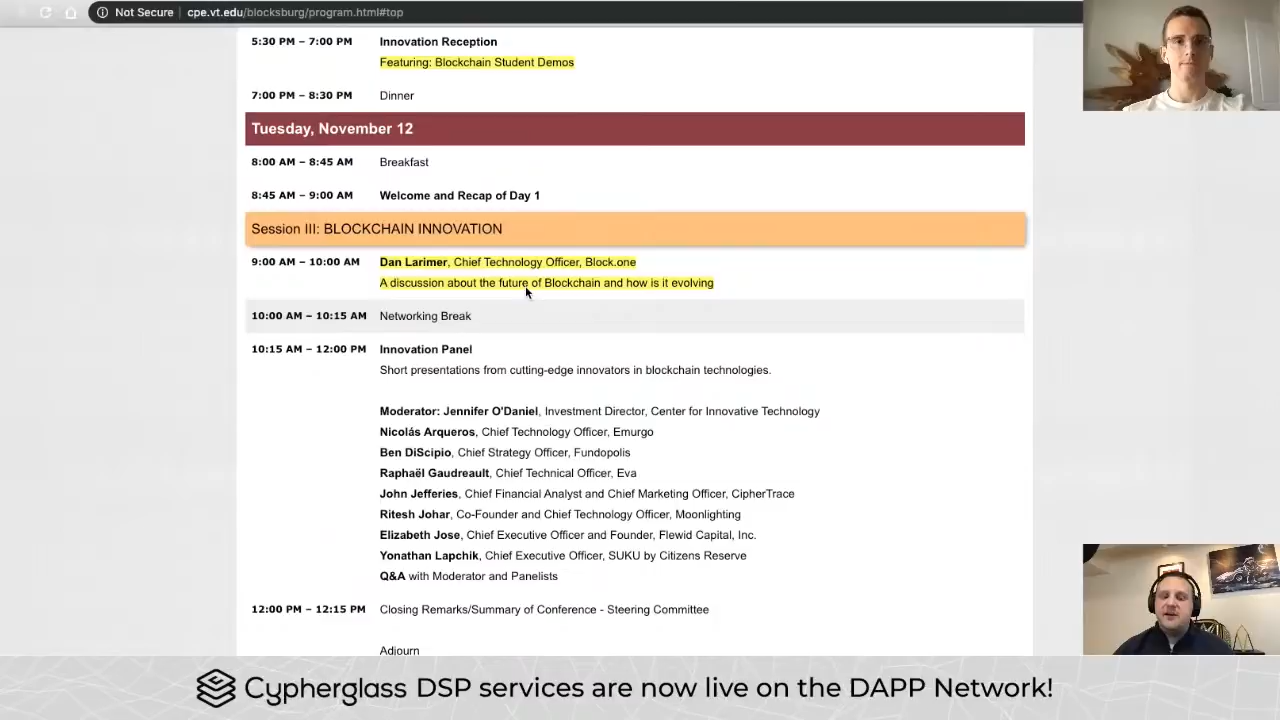 Not Secure | cpe.vt.edu/blocksburg/program.html#top
5:30 PM – 7:00 PM Innovation Reception
Featuring: Blockchain Student Demos
7:00 PM – 8:30 PM Dinner
Tuesday, November 12
8:00 AM – 8:45 AM Breakfast
8:45 AM – 9:00 AM Welcome and Recap of Day 1
Session III: BLOCKCHAIN INNOVATION
9:00 AM – 10:00 AM Dan Larimer, Chief Technology Officer, Block.one
A discussion about the future of Blockchain and how is it evolving
10:00 AM – 10:15 AM Networking Break
10:15 AM – 12:00 PM Innovation Panel
Short presentations from cutting-edge innovators in blockchain technologies.
Moderator: Jennifer O'Daniel, Investment Director, Center for Innovative Technology
Nicolás Arqueros, Chief Technology Officer, Emurgo
Ben DiScipio, Chief Strategy Officer, Fundopolis
Raphaël Gaudreault, Chief Technical Officer, Eva
John Jefferies, Chief Financial Analyst and Chief Marketing Officer, CipherTrace
Ritesh Johar, Co-Founder and Chief Technology Officer, Moonlighting
Elizabeth Jose, Chief Executive Officer and Founder, Flewid Capital, Inc.
Yonathan Lapchik, Chief Executive Officer, SUKU by Citizens Reserve
Q&A with Moderator and Panelists
12:00 PM – 12:15 PM Closing Remarks/Summary of Conference - Steering Committee
Adjourn
Cypherglass DSP services are now live on the DAPP Network!